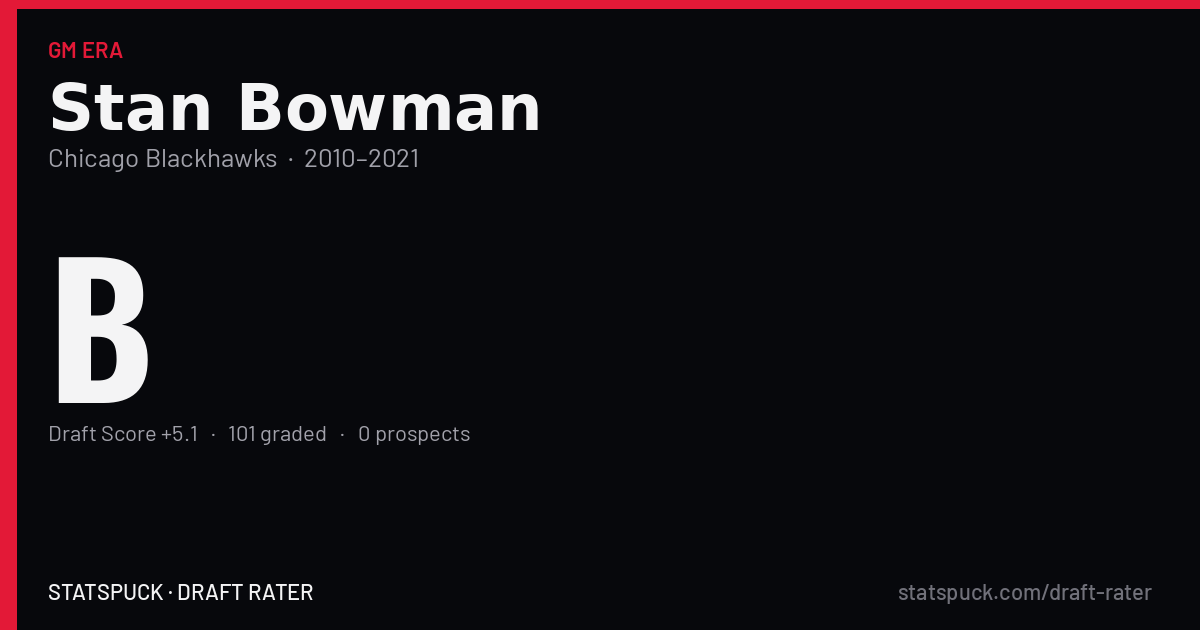 GM ERA
Stan Bowman
Chicago Blackhawks · 2010–2021
B
Draft Score +5.1 · 101 graded · 0 prospects
STATSPUCK · DRAFT RATER
statspuck.com/draft-rater